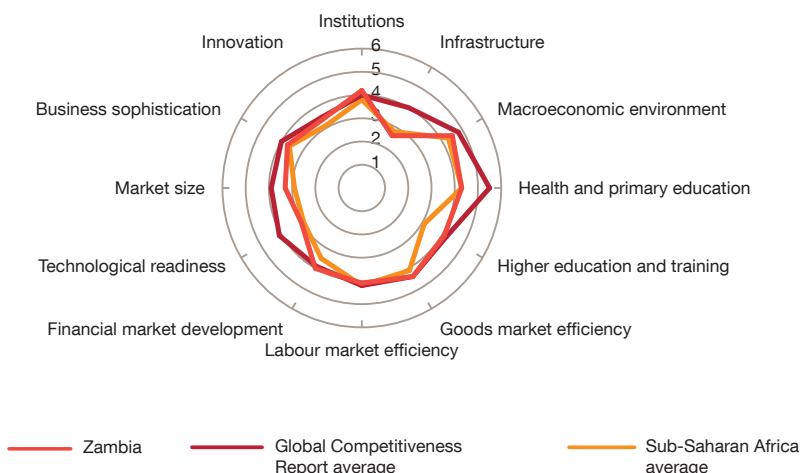 Institutions
Innovation
Infrastructure
6
5
4
3
2
1
Business sophistication
Macroeconomic environment
Market size
Health and primary education
Technological readiness
Higher education and training
Financial market development
Goods market efficiency
Labour market efficiency
Zambia
Global Competitiveness
Report average
Sub-Saharan Africa
average